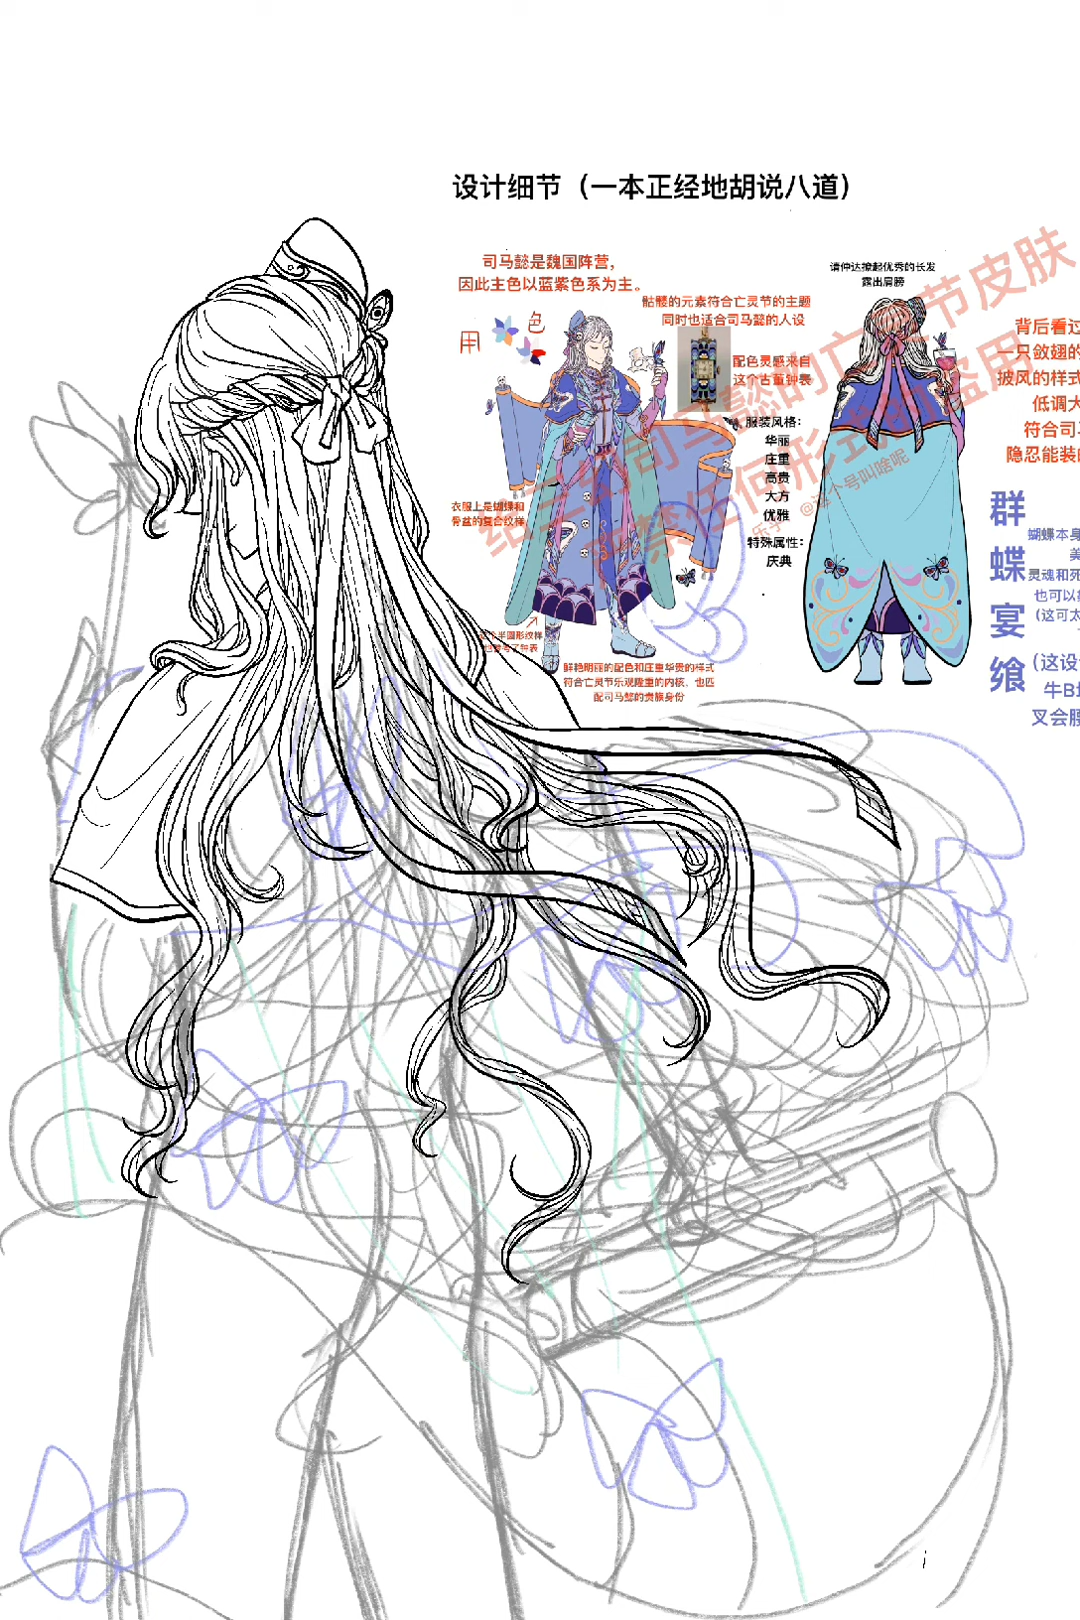 设计细节（一本正经地胡说八道）
司马懿是魏国阵营，
因此主色以蓝紫色系为主。
骷髅的元素符合亡灵节的主题
同时也适合司马懿的人设
请仲达撩起优秀的长发
露出肩膀
用
色
配色灵感来自
这个古董钟表
服装风格：
华丽
庄重
高贵
大方
优雅
特殊属性：
庆典
衣服上是蝴蝶和
骨盆的复合纹样
鲜艳明丽的配色和庄重华贵的样式
符合亡灵节乐观隆重的内核，也匹
配司马懿的贵族身份
背后看过
一只敛翅的
披风的样式
低调大
符合司马
隐忍能装
群
蝶
宴
飨
蝴蝶本身
美
灵魂和死
也可以
（这可太
（这设
牛B
叉会腰
@这个号叫啥呢